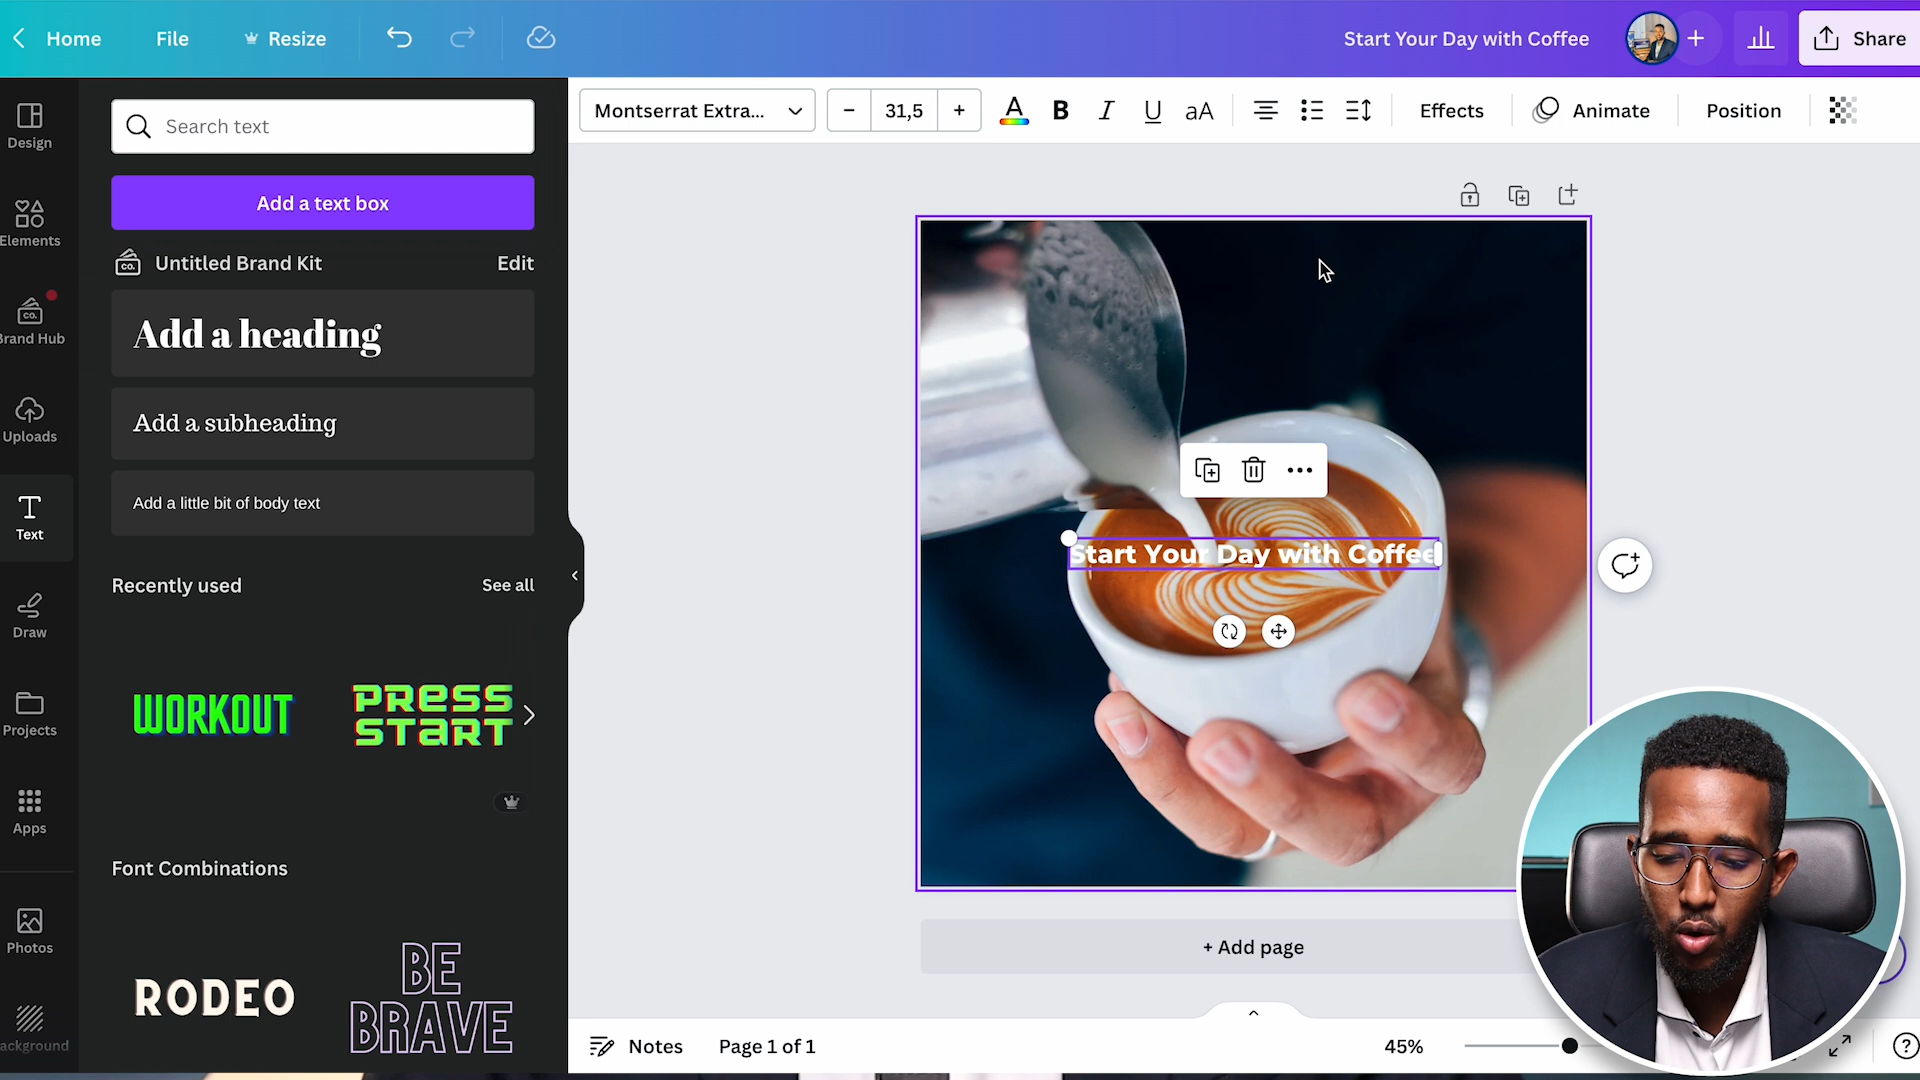 Home
File
Resize
Start Your Day with Coffee
Share
Design
Elements
Brand Hub
Uploads
Text
Draw
Projects
Apps
Photos
Background
Search text
Add a text box
CO.
Untitled Brand Kit
Edit
Add a heading
Add a subheading
Add a little bit of body text
Recently used
See all
WORKOUT
PRESS
START
Font Combinations
RODEO
BE
BRAVE
Montserrat Extra...
31,5
A B I U aA
Effects
Animate
Position
Start Your Day with Coffee
+ Add page
Notes
Page 1 of 1
45%
?